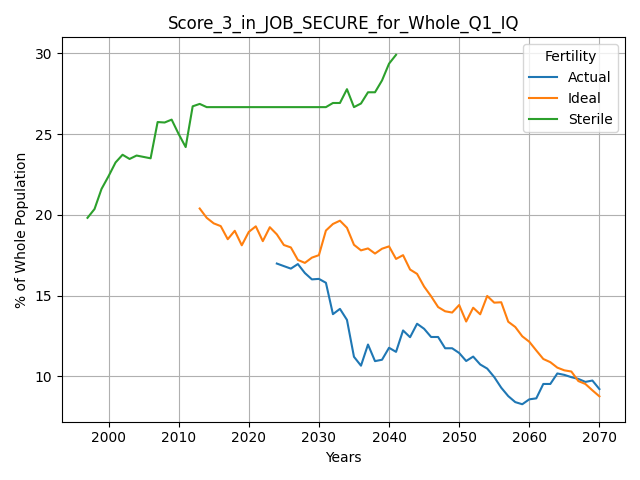 Score_3_in_JOB_SECURE_for_Whole_Q1_IQ
% of Whole Population
30
25
20
15
10
Fertility
Actual
Ideal
Sterile
2000 2010 2020 2030 2040 2050 2060 2070
Years